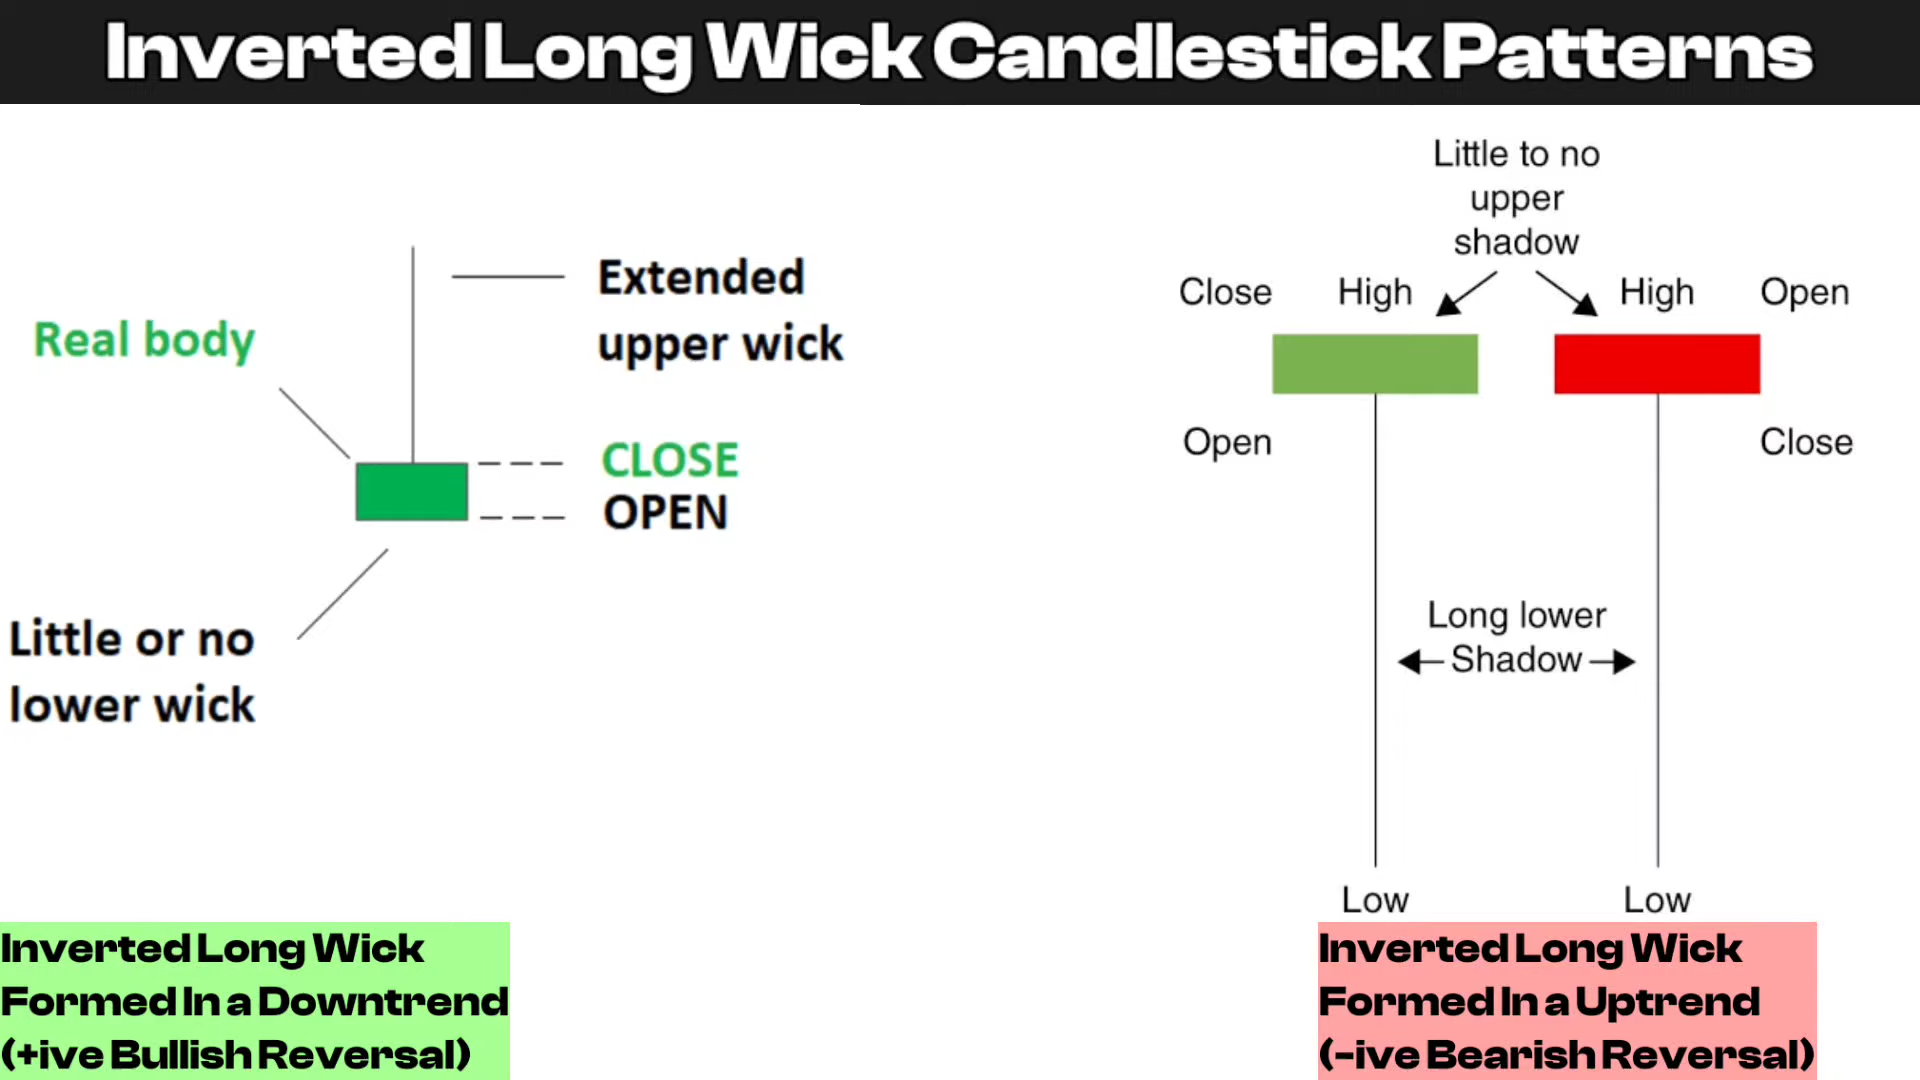 Inverted Long Wick Candlestick Patterns
Real body
Extended
upper wick
CLOSE
OPEN
Little or no
lower wick
Inverted Long Wick
Formed In a Downtrend
(+ive Bullish Reversal)
Little to no
upper
shadow
Close High High Open
Open Close
Long lower
Shadow
Low Low
Inverted Long Wick
Formed In a Uptrend
(-ive Bearish Reversal)